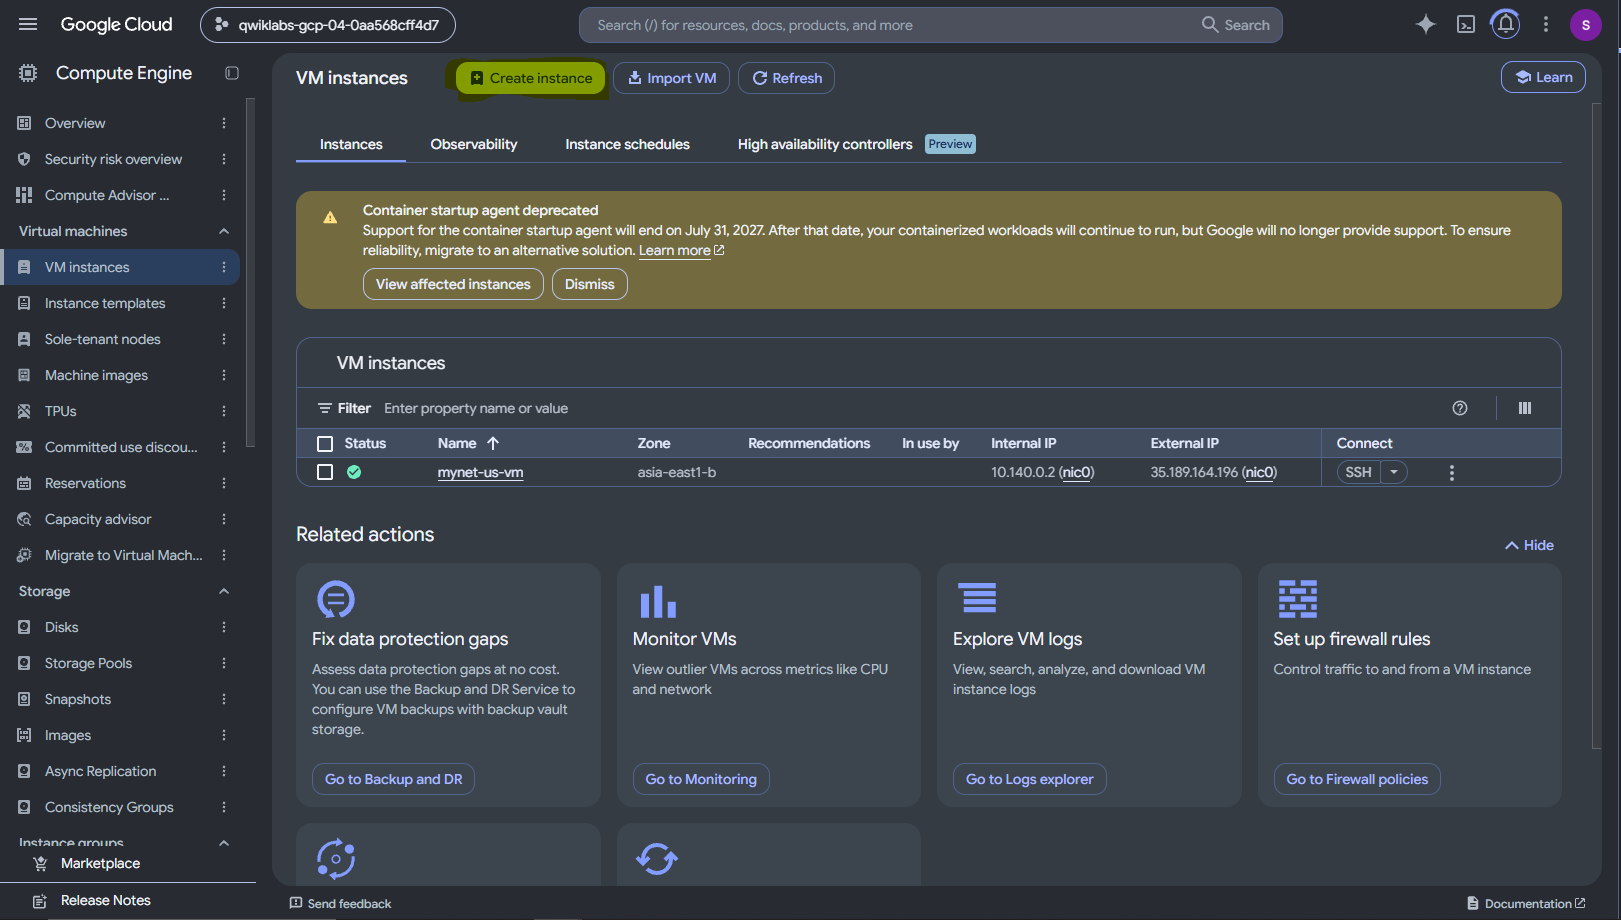 Google Cloud
qwiklabs-gcp-04-0aa568cff4d7
Search (/) for resources, docs, products, and more
Search
S
Compute Engine
Overview
Security risk overview
Compute Advisor ...
Virtual machines
VM instances
Instance templates
Sole-tenant nodes
Machine images
TPUs
Committed use discou...
Reservations
Capacity advisor
Migrate to Virtual Mach...
Storage
Disks
Storage Pools
Snapshots
Images
Async Replication
Consistency Groups
Instance groups
Marketplace
Release Notes
VM instances
Create instance
Import VM
Refresh
Learn
Instances
Observability
Instance schedules
High availability controllers
Preview
Container startup agent deprecated
Support for the container startup agent will end on July 31, 2027. After that date, your containerized workloads will continue to run, but Google will no longer provide support. To ensure
reliability, migrate to an alternative solution. Learn more
View affected instances
Dismiss
VM instances
Filter Enter property name or value
Status Name Zone Recommendations In use by Internal IP External IP Connect
mynet-us-vm asia-east1-b 10.140.0.2 (nic0) 35.189.164.196 (nic0) SSH
Related actions
Hide
Fix data protection gaps
Assess data protection gaps at no cost.
You can use the Backup and DR Service to
configure VM backups with backup vault
storage.
Go to Backup and DR
Monitor VMs
View outlier VMs across metrics like CPU
and network
Go to Monitoring
Explore VM logs
View, search, analyze, and download VM
instance logs
Go to Logs explorer
Set up firewall rules
Control traffic to and from a VM instance
Go to Firewall policies
Send feedback
Documentation